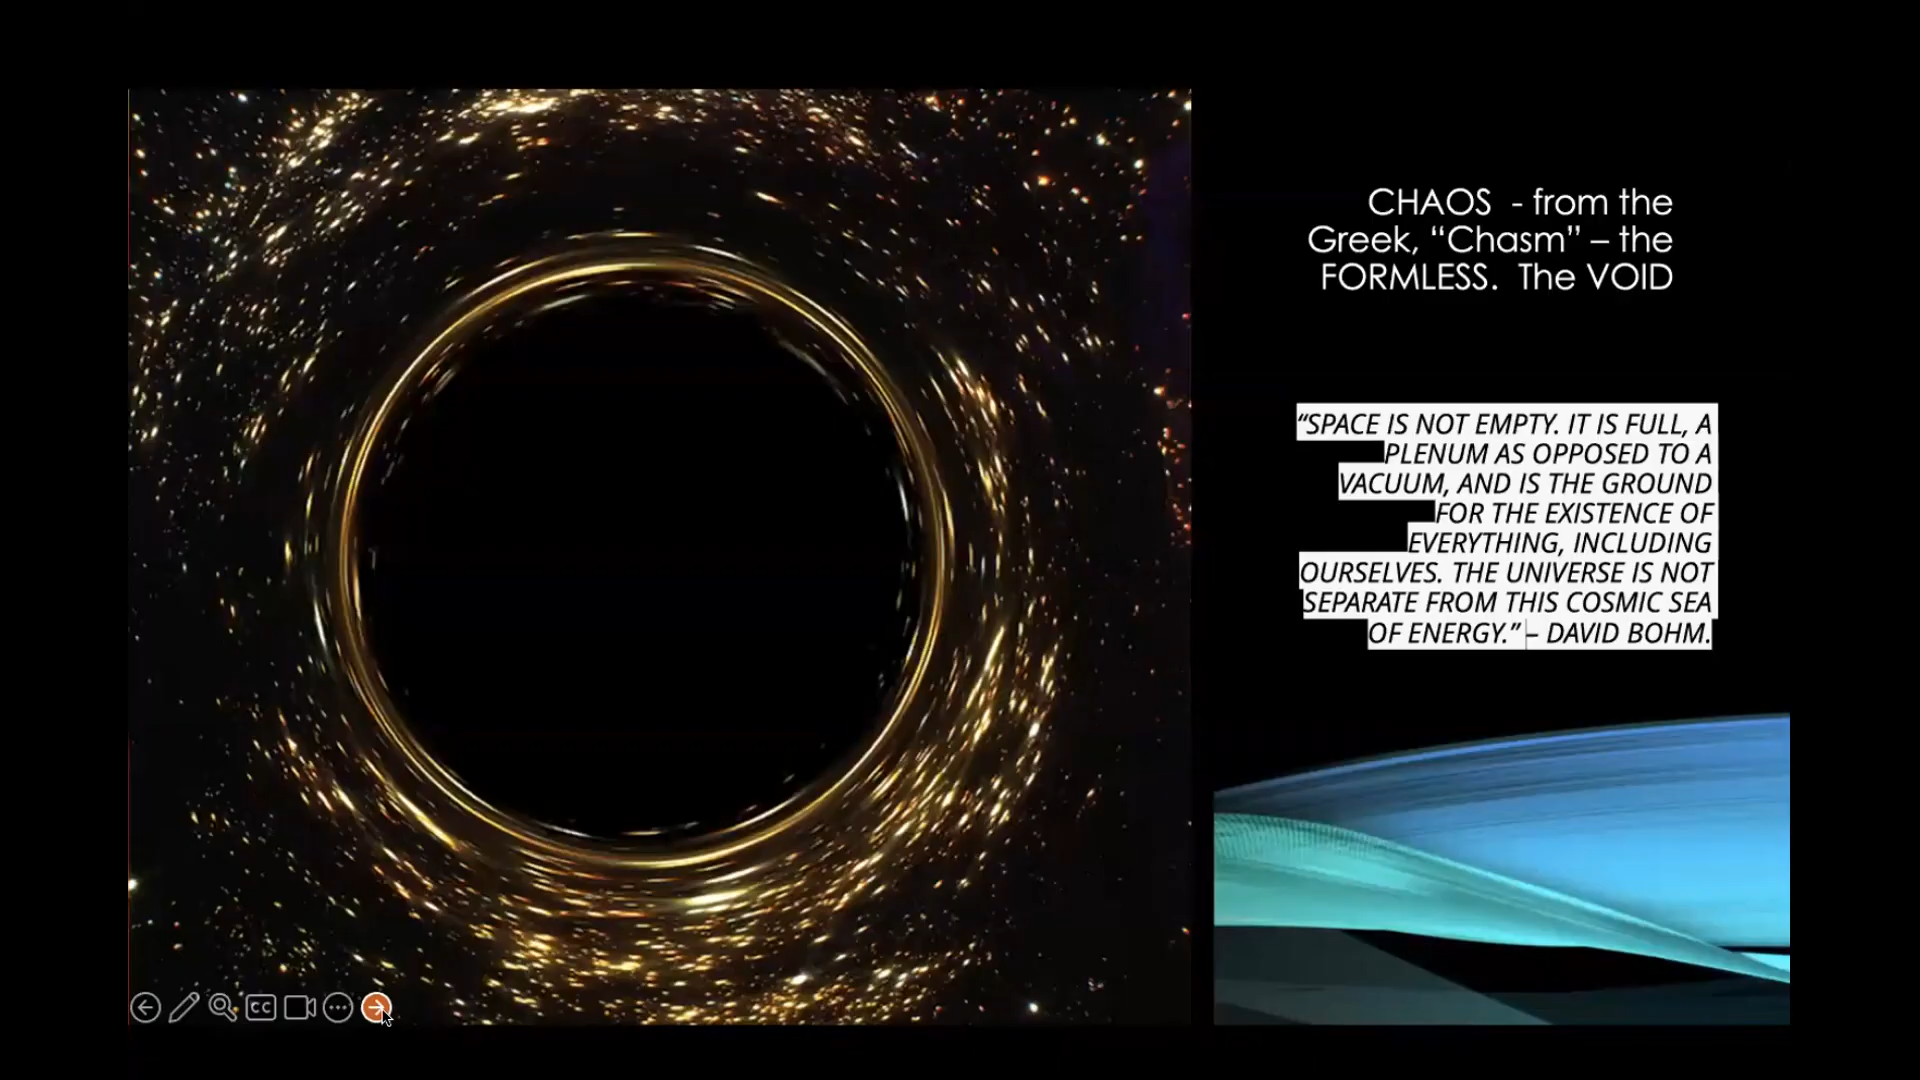 CHAOS - from the
Greek, “Chasm” – the
FORMLESS. The VOID
“SPACE IS NOT EMPTY. IT IS FULL, A
PLENUM AS OPPOSED TO A
VACUUM, AND IS THE GROUND
FOR THE EXISTENCE OF
EVERYTHING, INCLUDING
OURSELVES. THE UNIVERSE IS NOT
SEPARATE FROM THIS COSMIC SEA
OF ENERGY.” – DAVID BOHM.
CC